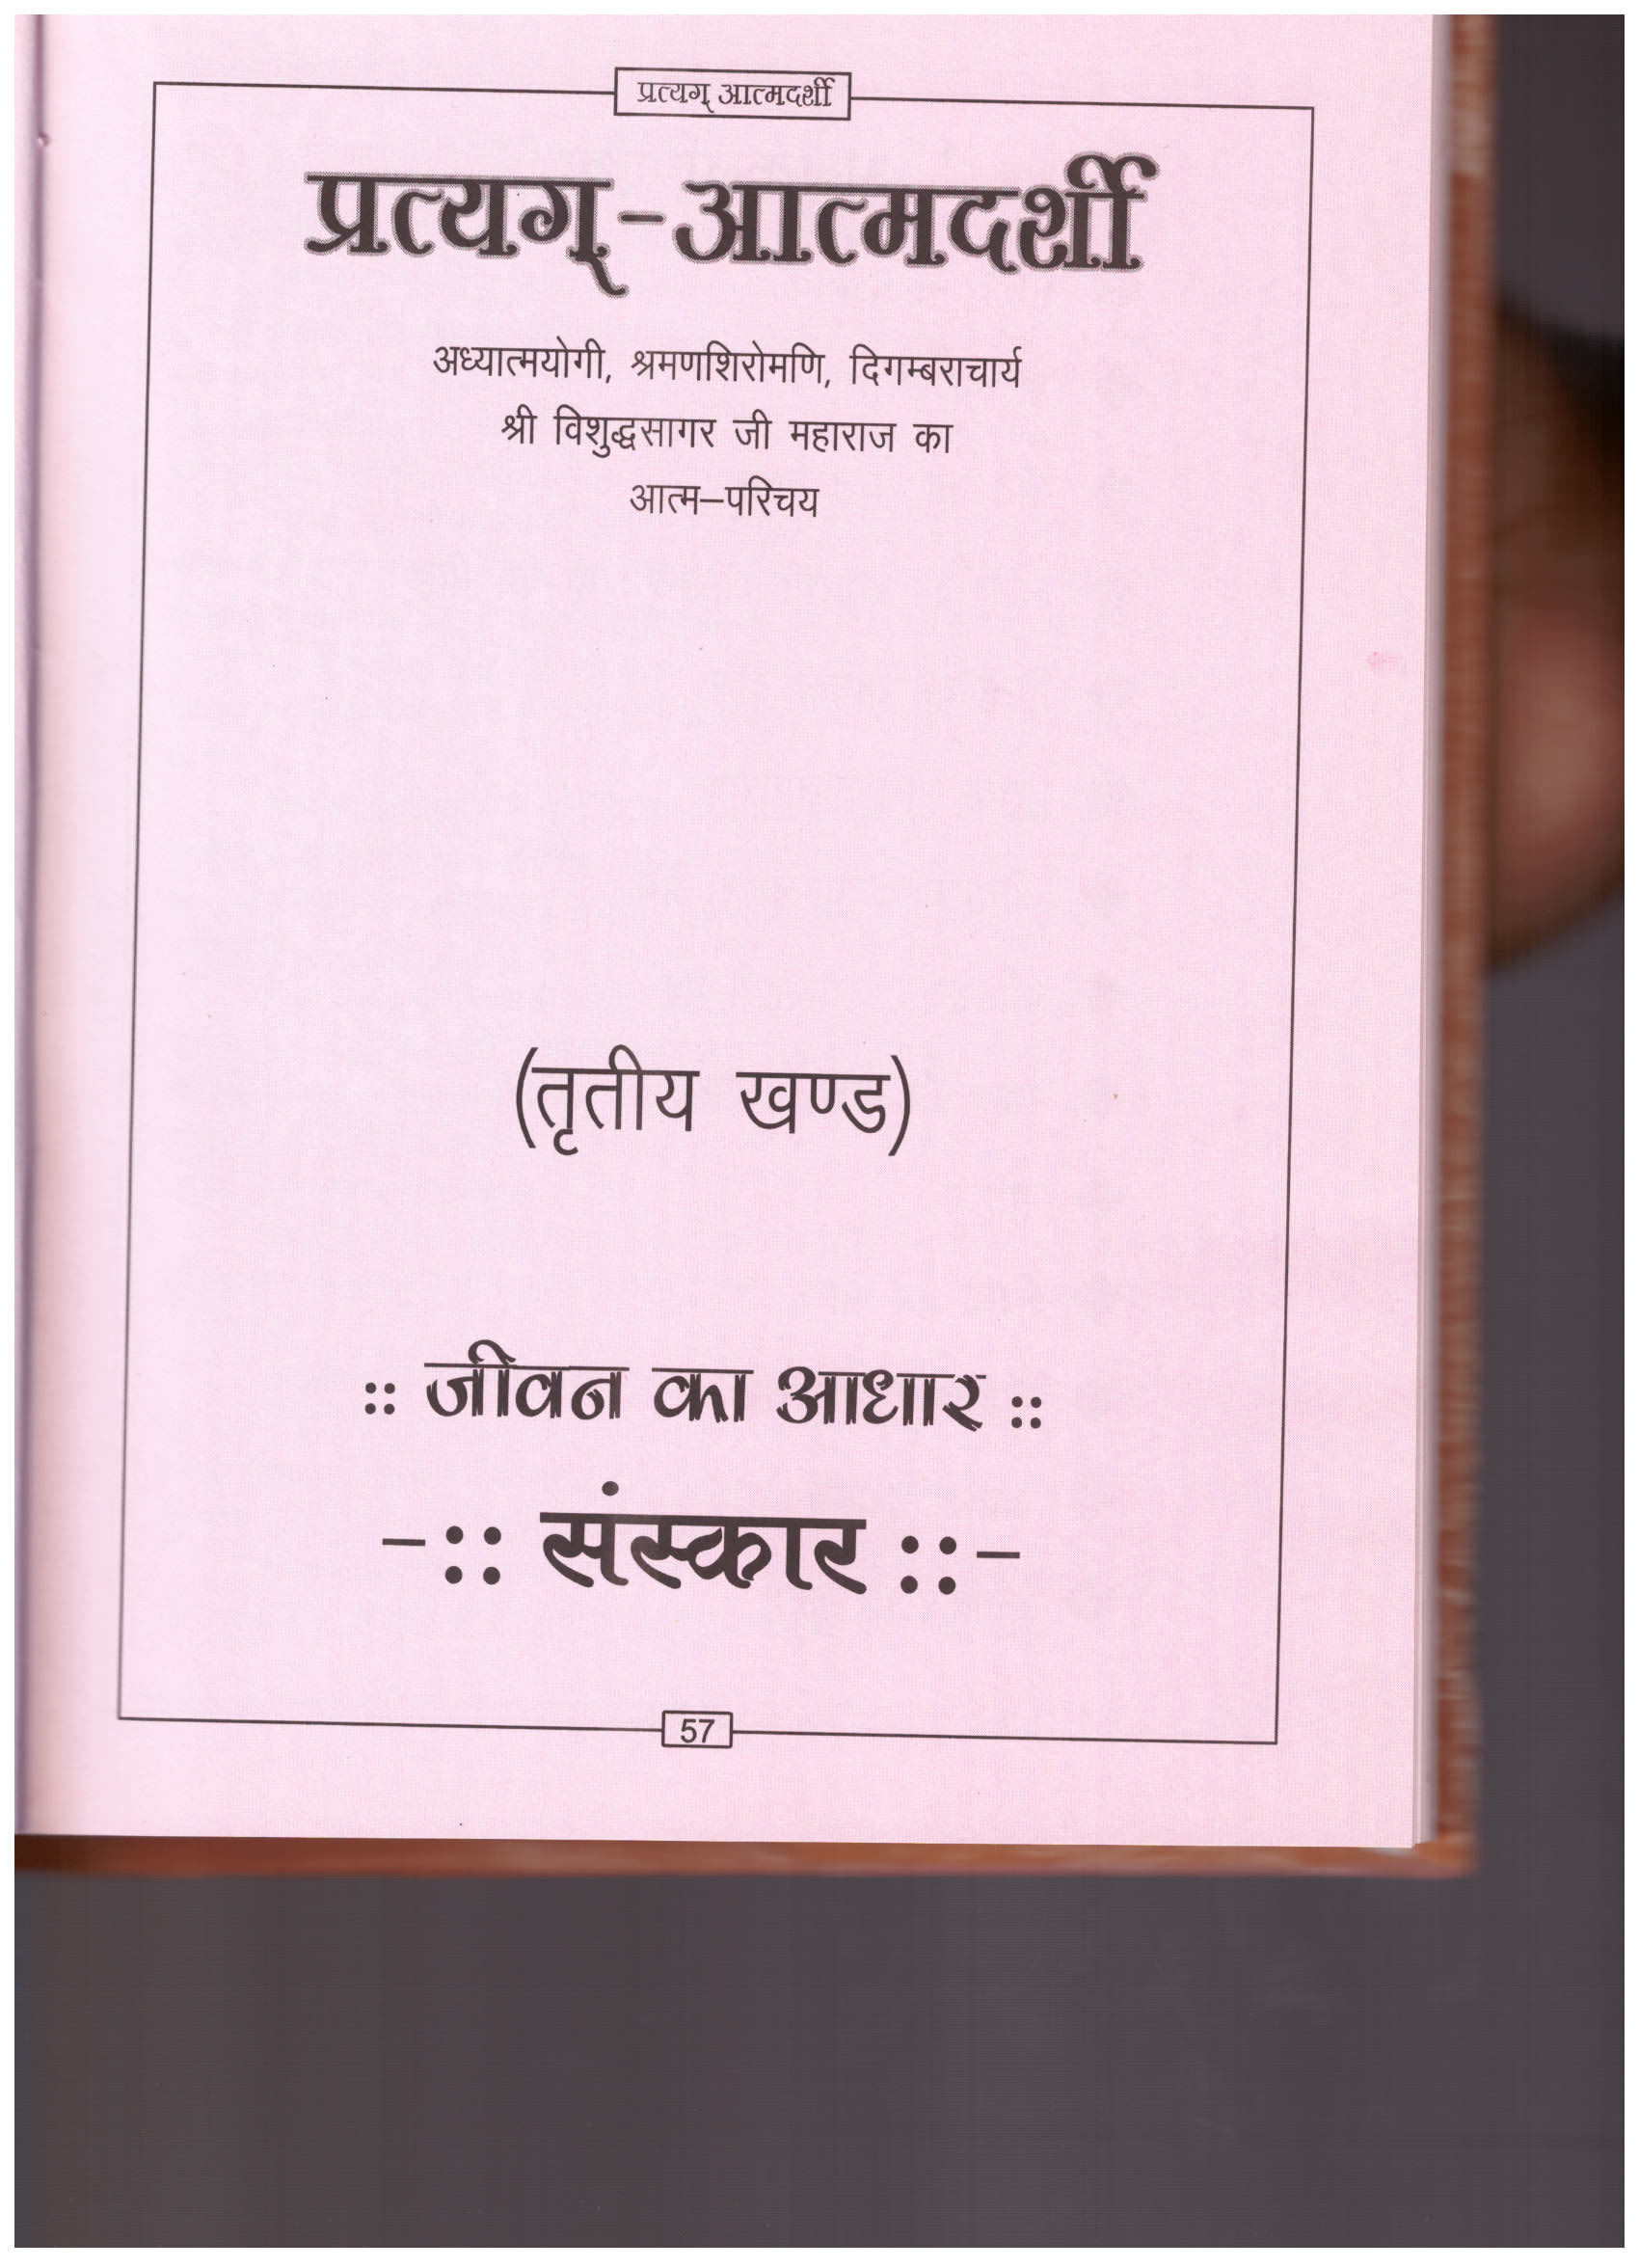 प्रत्यग् आत्मदर्शी
प्रत्यग्-आत्मदर्शी
अध्यात्मयोगी, श्रमणशिरोमणि, दिगम्बराचार्य
श्री विशुद्धसागर जी महाराज का
आत्म–परिचय
(तृतीय खण्ड)
:: जीवन का आधार ::
-:: संस्कार ::-
57